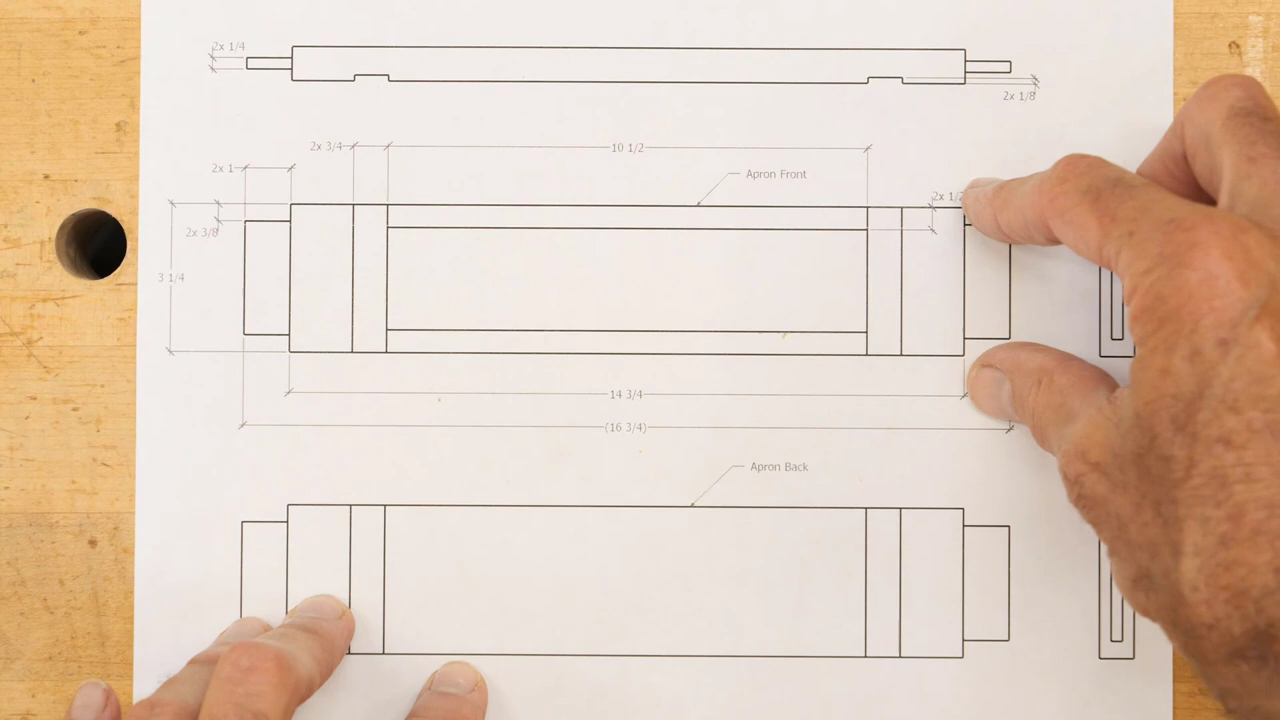 2x 1/4
2x 1/8
2x 3/4
10 1/2
2x 1
Apron Front
2x 1/2
2x 3/8
3 1/4
14 3/4
(16 3/4)
Apron Back